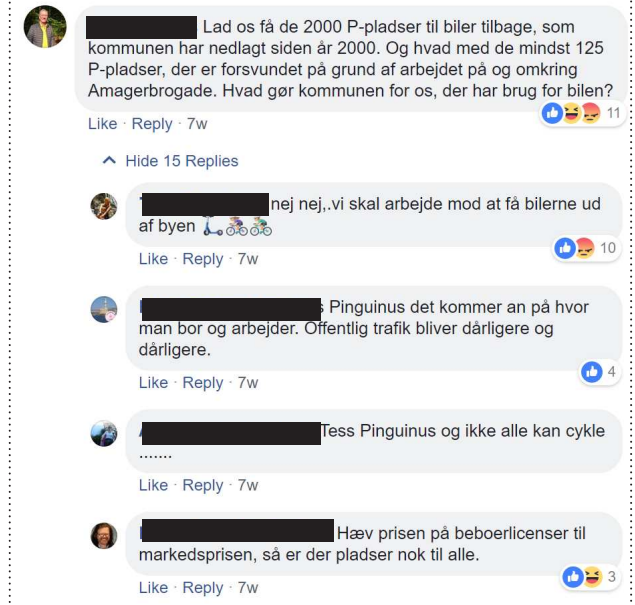 Lad os få de 2000 P-pladser til biler tilbage, som
kommunen har nedlagt siden år 2000. Og hvad med de mindst 125
P-pladser, der er forsvundet på grund af arbejdet på og omkring
Amagerbrogade. Hvad gør kommunen for os, der har brug for bilen?
11
Like · Reply · 7w
Hide 15 Replies
nej nej,.vi skal arbejde mod at få bilerne ud
af byen 🛴🚴🚴
10
Like · Reply · 7w
s Pinguinus det kommer an på hvor
man bor og arbejder. Offentlig trafik bliver dårligere og
dårligere.
4
Like · Reply · 7w
Tess Pinguinus og ikke alle kan cykle
.......
Like · Reply · 7w
Hæv prisen på beboerlicenser til
markedsprisen, så er der pladser nok til alle.
3
Like · Reply · 7w